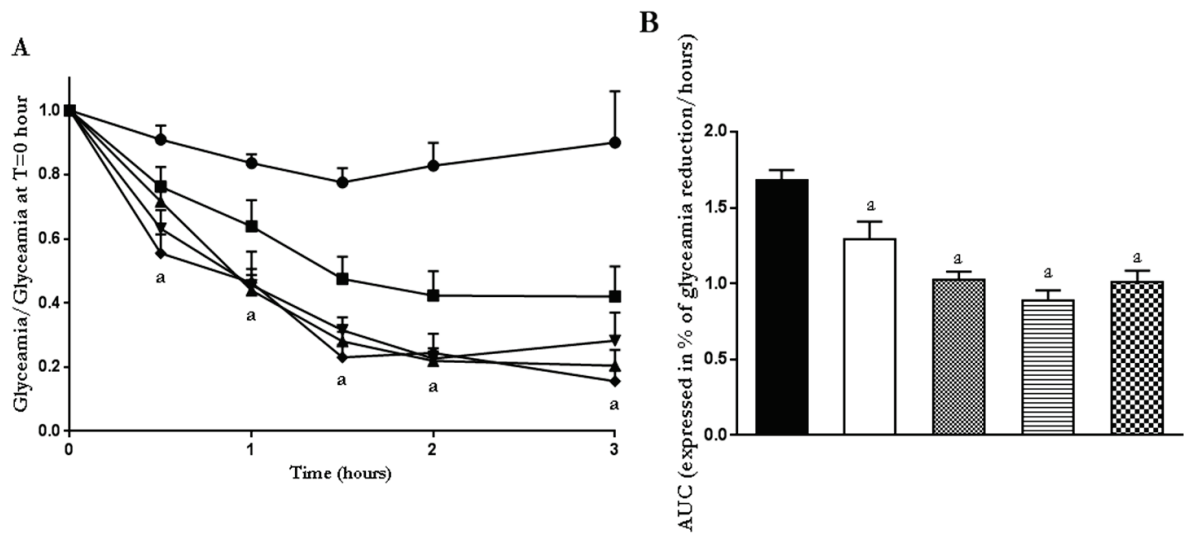 A
Glyceamia/Glyceamia at T=0 hour
1.0
0.8
0.6
0.4
0.2
0.0
a
a
a
a
a
0
1
2
3
Time (hours)
B
AUC (expressed in % of glyceamia reduction/hours)
2.0
1.5
1.0
0.5
0.0
a
a
a
a